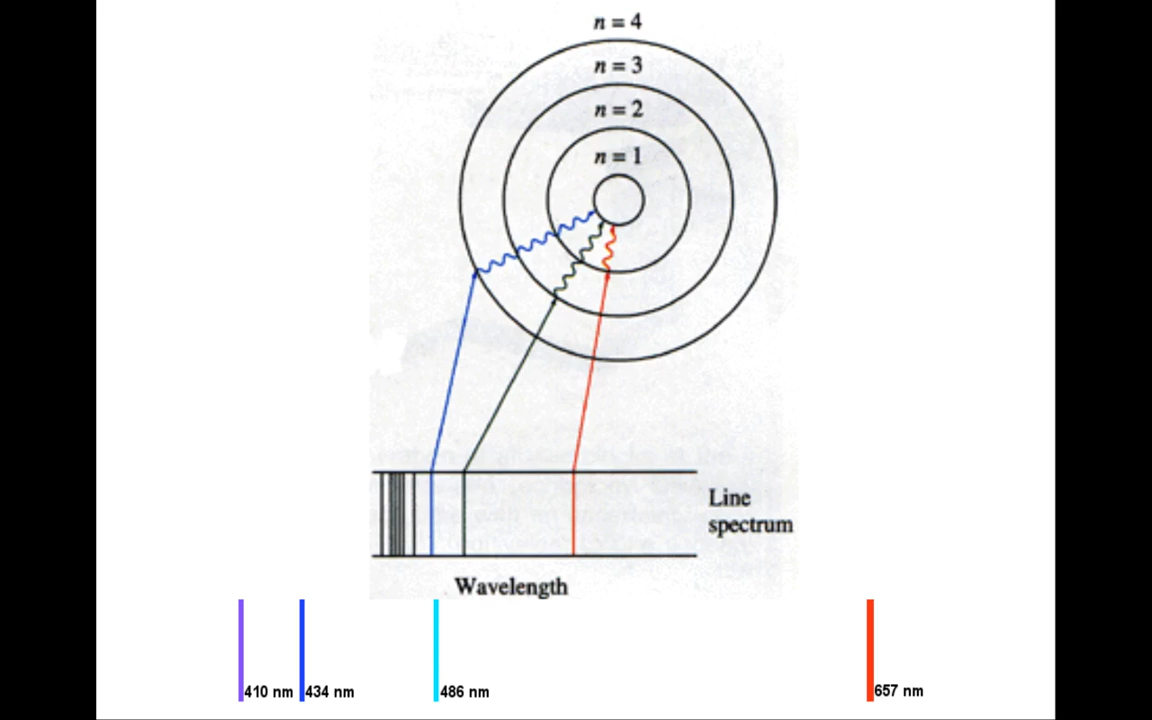 n = 4
n = 3
n = 2
n = 1
Line
spectrum
Wavelength
410 nm
434 nm
486 nm
657 nm